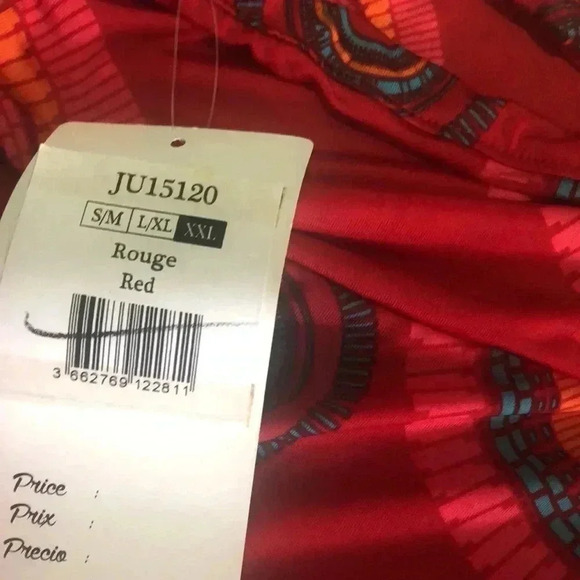 JU15120
S/M L/XL XXL
Rouge
Red
3 662769 122811
Price :
Prix :
Precio :